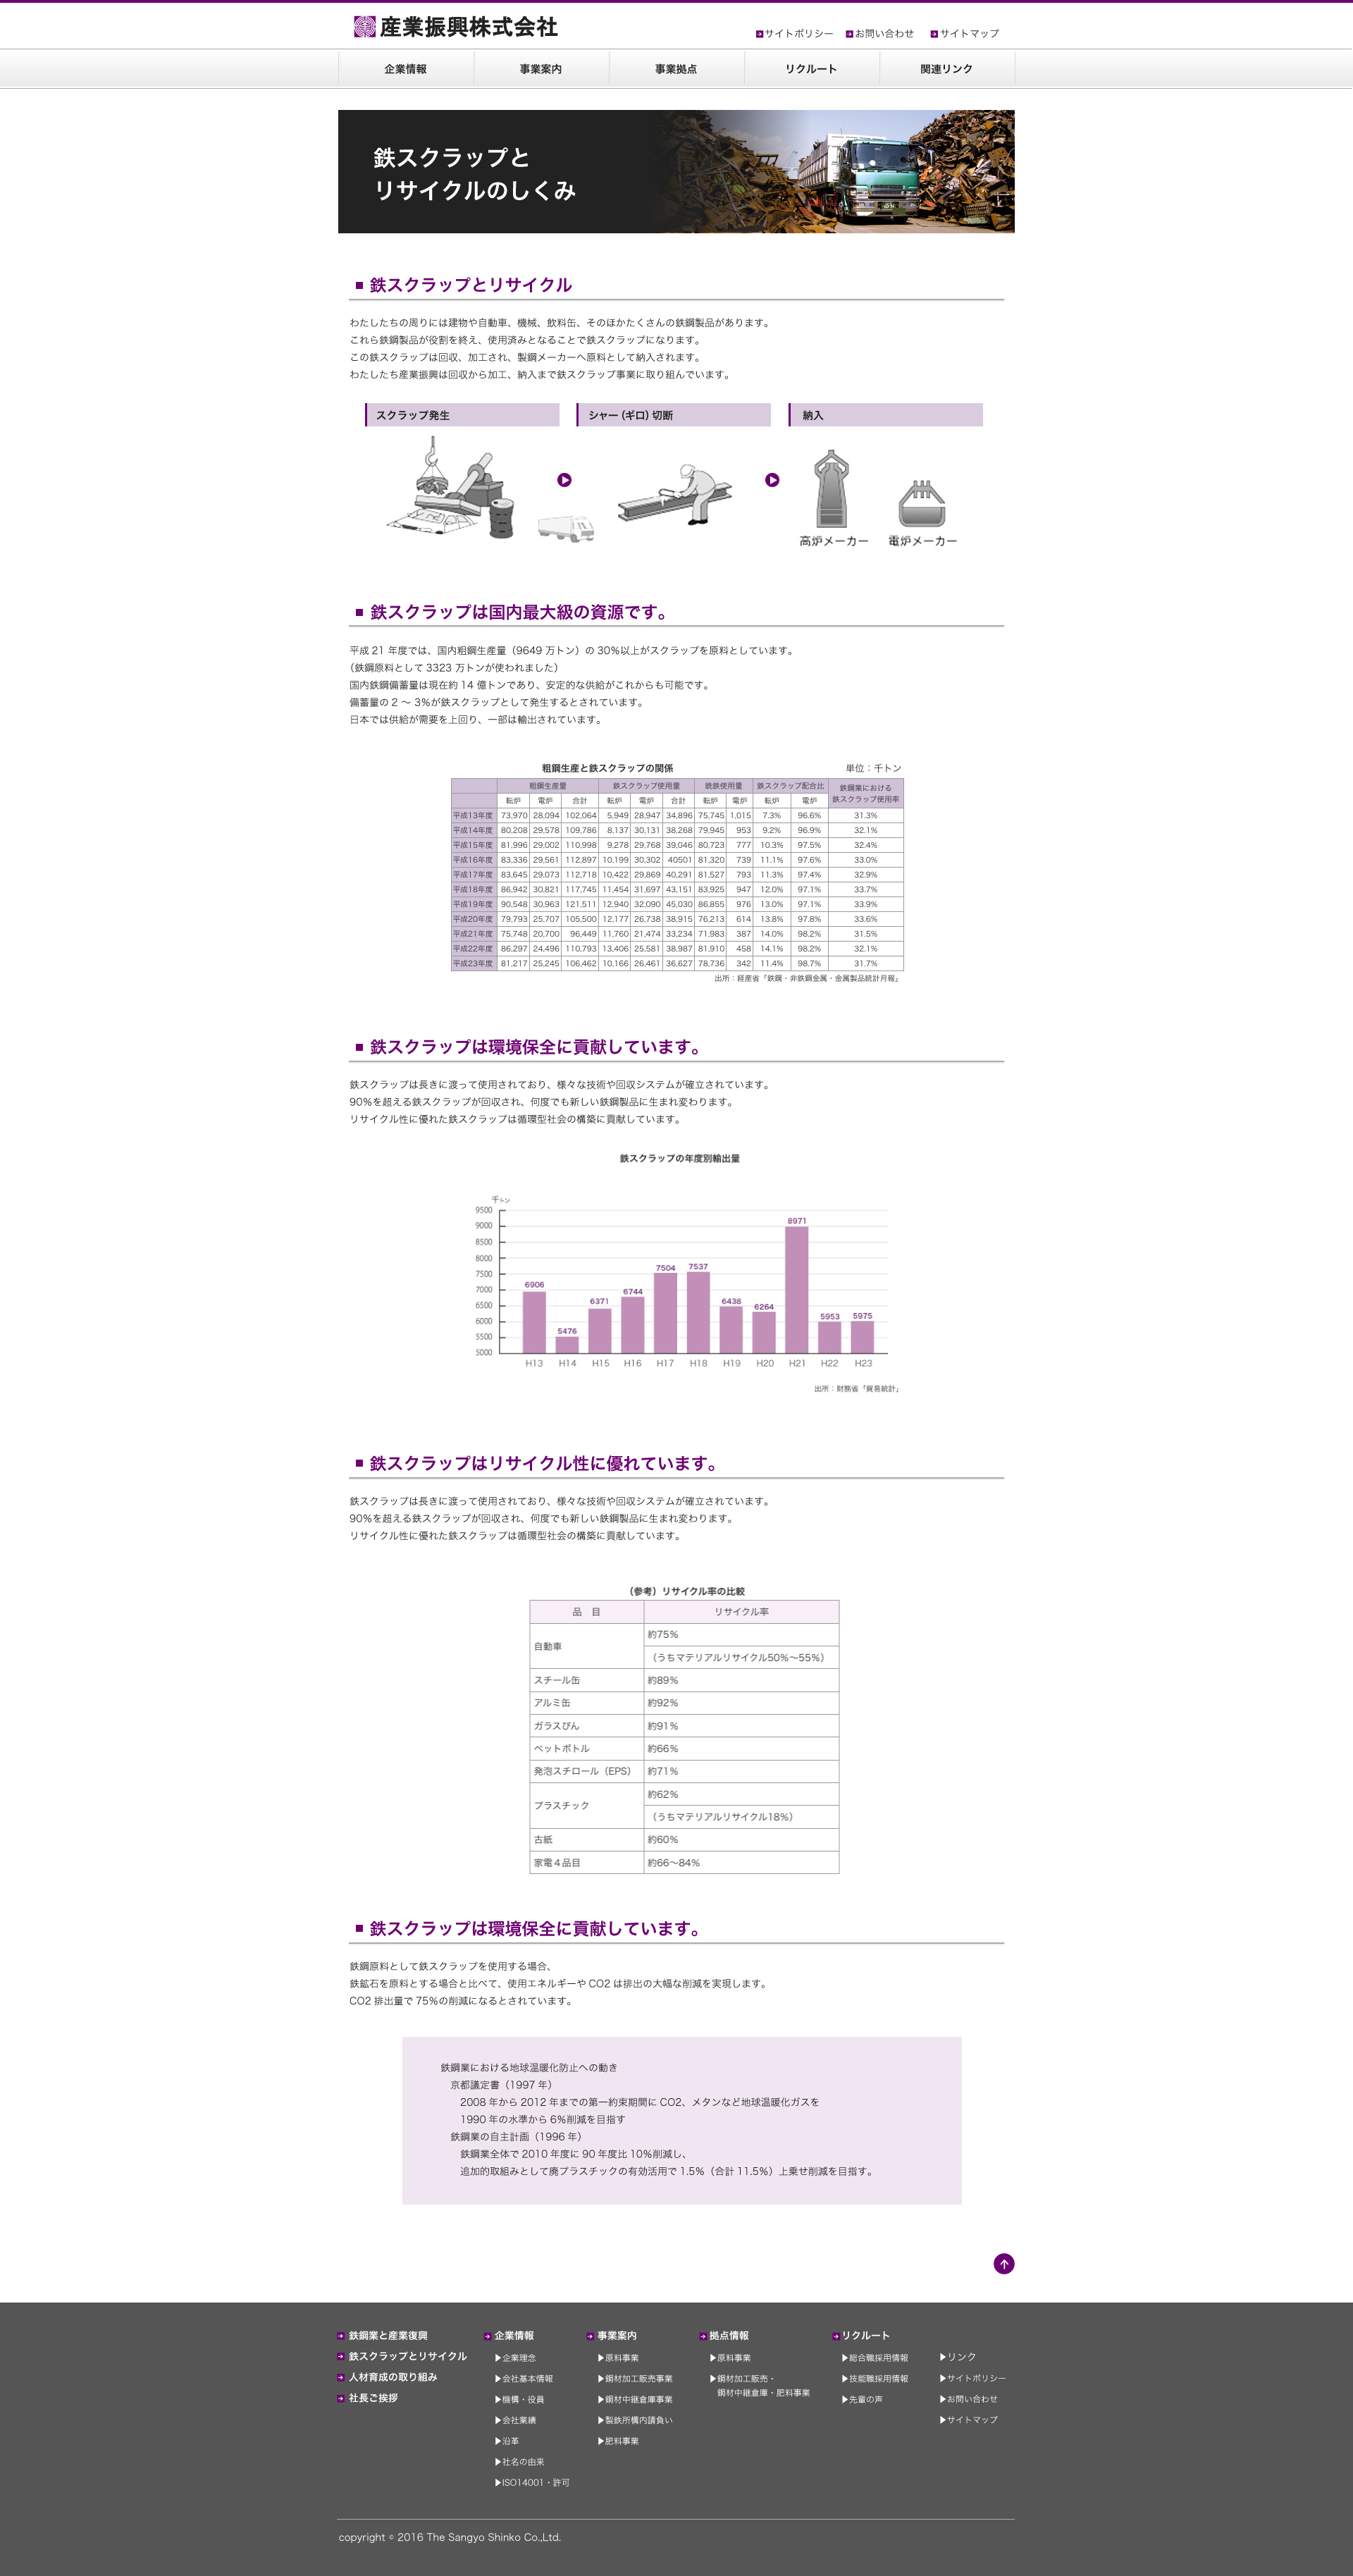 産業振興株式会社
サイトポリシー お問い合わせ サイトマップ
企業情報 事業案内 事業拠点 リクルート 関連リンク
鉄スクラップと
リサイクルのしくみ
鉄スクラップとリサイクル
わたしたちの周りには建物や自動車、機械、飲料缶、そのほかたくさんの鉄鋼製品があります。
これら鉄鋼製品が役割を終え、使用済みとなることで鉄スクラップになります。
この鉄スクラップは回収、加工され、製鋼メーカーへ原料として納入されます。
わたしたち産業振興は回収から加工、納入まで鉄スクラップ事業に取り組んでいます。
スクラップ発生 シャー（ギロ）切断 納入
高炉メーカー 電炉メーカー
鉄スクラップは国内最大級の資源です。
平成 21 年度では、国内粗鋼生産量（9649 万トン）の 30％以上がスクラップを原料としています。
（鉄鋼原料として 3323 万トンが使われました）
国内鉄鋼備蓄量は現在約 14 億トンであり、安定的な供給がこれからも可能です。
備蓄量の 2 ～ 3％が鉄スクラップとして発生するとされています。
日本では供給が需要を上回り、一部は輸出されています。
粗鋼生産と鉄スクラップの関係 単位：千トン
粗鋼生産量 鉄スクラップ使用量 銑鉄使用量 鉄スクラップ配合比 鉄鋼業における
鉄スクラップ使用率
転炉 電炉 合計 転炉 電炉 合計 転炉 電炉 転炉 電炉
平成13年度 73,970 28,094 102,064 5,949 28,947 34,896 75,745 1,015 7.3% 96.6% 31.3%
平成14年度 80,208 29,578 109,786 8,137 30,131 38,268 79,945 953 9.2% 96.9% 32.1%
平成15年度 81,996 29,002 110,998 9,278 29,768 39,046 80,723 777 10.3% 97.5% 32.4%
平成16年度 83,336 29,561 112,897 10,199 30,302 40501 81,320 739 11.1% 97.6% 33.0%
平成17年度 83,645 29,073 112,718 10,422 29,869 40,291 81,527 793 11.3% 97.4% 32.9%
平成18年度 86,942 30,821 117,745 11,454 31,697 43,151 83,925 947 12.0% 97.1% 33.7%
平成19年度 90,548 30,963 121,511 12,940 32,090 45,030 86,855 976 13.0% 97.1% 33.9%
平成20年度 79,793 25,707 105,500 12,177 26,738 38,915 76,213 614 13.8% 97.8% 33.6%
平成21年度 75,748 20,700 96,449 11,760 21,474 33,234 71,983 387 14.0% 98.2% 31.5%
平成22年度 86,297 24,496 110,793 13,406 25,581 38,987 81,910 458 14.1% 98.2% 32.1%
平成23年度 81,217 25,245 106,462 10,166 26,461 36,627 78,736 342 11.4% 98.7% 31.7%
出所：経産省「鉄鋼・非鉄鋼金属・金属製品統計月報」
鉄スクラップは環境保全に貢献しています。
鉄スクラップは長きに渡って使用されており、様々な技術や回収システムが確立されています。
90％を超える鉄スクラップが回収され、何度でも新しい鉄鋼製品に生まれ変わります。
リサイクル性に優れた鉄スクラップは循環型社会の構築に貢献しています。
鉄スクラップの年度別輸出量
千トン
9500
9000
8500
8000
7500
7000
6500
6000
5500
5000
6906 5476 6371 6744 7504 7537 6438 6264 8971 5953 5975
H13 H14 H15 H16 H17 H18 H19 H20 H21 H22 H23
出所：財務省「貿易統計」
鉄スクラップはリサイクル性に優れています。
鉄スクラップは長きに渡って使用されており、様々な技術や回収システムが確立されています。
90％を超える鉄スクラップが回収され、何度でも新しい鉄鋼製品に生まれ変わります。
リサイクル性に優れた鉄スクラップは循環型社会の構築に貢献しています。
（参考）リサイクル率の比較
品　目 リサイクル率
自動車 約75％
（うちマテリアルリサイクル50％～55％）
スチール缶 約89％
アルミ缶 約92％
ガラスびん 約91％
ペットボトル 約66％
発泡スチロール（EPS） 約71％
プラスチック 約62％
（うちマテリアルリサイクル18％）
古紙 約60％
家電４品目 約66～84％
鉄スクラップは環境保全に貢献しています。
鉄鋼原料として鉄スクラップを使用する場合、
鉄鉱石を原料とする場合と比べて、使用エネルギーや CO2 は排出の大幅な削減を実現します。
CO2 排出量で 75％の削減になるとされています。
鉄鋼業における地球温暖化防止への動き
京都議定書（1997 年）
2008 年から 2012 年までの第一約束期間に CO2、メタンなど地球温暖化ガスを
1990 年の水準から 6％削減を目指す
鉄鋼業の自主計画（1996 年）
鉄鋼業全体で 2010 年度に 90 年度比 10％削減し、
追加的取組みとして廃プラスチックの有効活用で 1.5％（合計 11.5％）上乗せ削減を目指す。
鉄鋼業と産業復興
鉄スクラップとリサイクル
人材育成の取り組み
社長ご挨拶
企業情報
▶企業理念
▶会社基本情報
▶機構・役員
▶会社業績
▶沿革
▶社名の由来
▶ISO14001・許可
事業案内
▶原料事業
▶鋼材加工販売事業
▶鋼材中継倉庫事業
▶製鉄所構内請負い
▶肥料事業
拠点情報
▶原料事業
▶鋼材加工販売・
鋼材中継倉庫・肥料事業
リクルート
▶総合職採用情報
▶技能職採用情報
▶先輩の声
▶リンク
▶サイトポリシー
▶お問い合わせ
▶サイトマップ
copyright © 2016 The Sangyo Shinko Co.,Ltd.